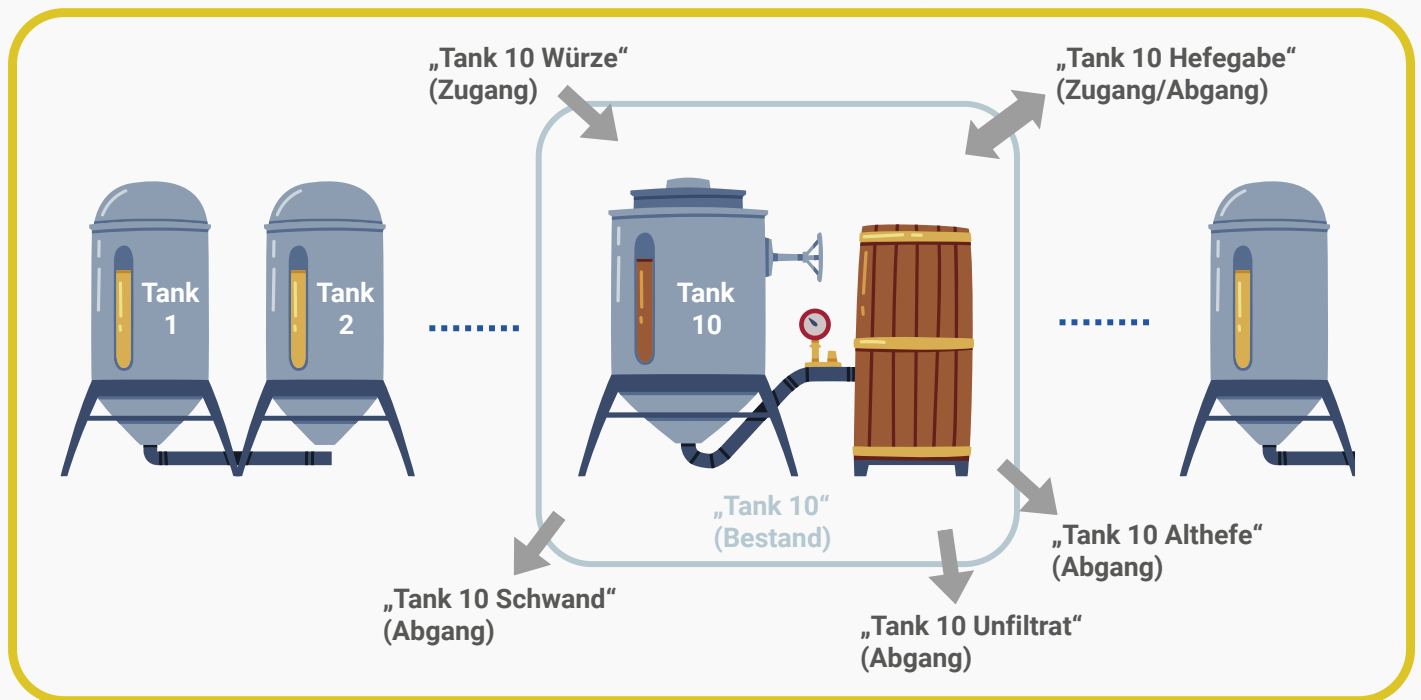 „Tank 10 Würze“
(Zugang)
„Tank 10 Hefegabe“
(Zugang/Abgang)
Tank
1
Tank
2
Tank
10
„Tank 10“
(Bestand)
„Tank 10 Althefe“
(Abgang)
„Tank 10 Schwand“
(Abgang)
„Tank 10 Unfiltrat“
(Abgang)